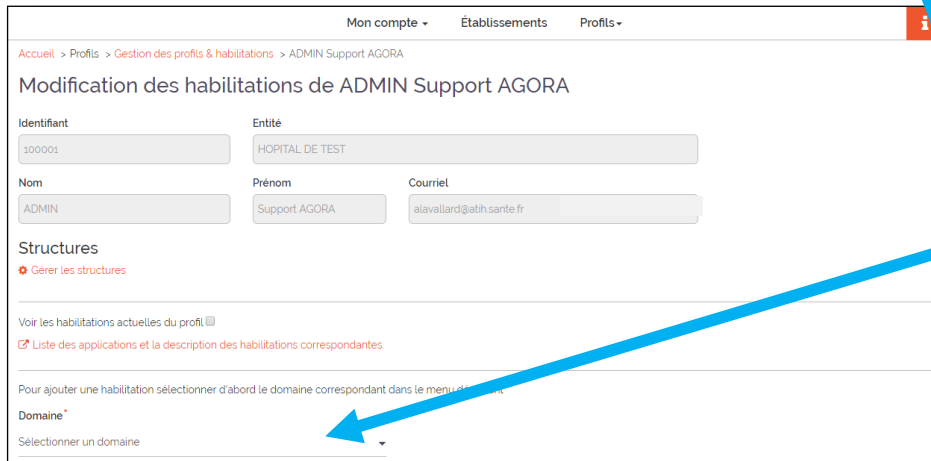 Mon compte Établissements Profils
i
Accueil > Profils > Gestion des profils & habilitations > ADMIN Support AGORA
Modification des habilitations de ADMIN Support AGORA
Identifiant Entité
100001 HOPITAL DE TEST
Nom Prénom Courriel
ADMIN Support AGORA alavallard@atih.sante.fr
Structures
Gérer les structures
Voir les habilitations actuelles du profil
Liste des applications et la description des habilitations correspondantes.
Pour ajouter une habilitation sélectionner d'abord le domaine correspondant dans le menu
Domaine*
Sélectionner un domaine